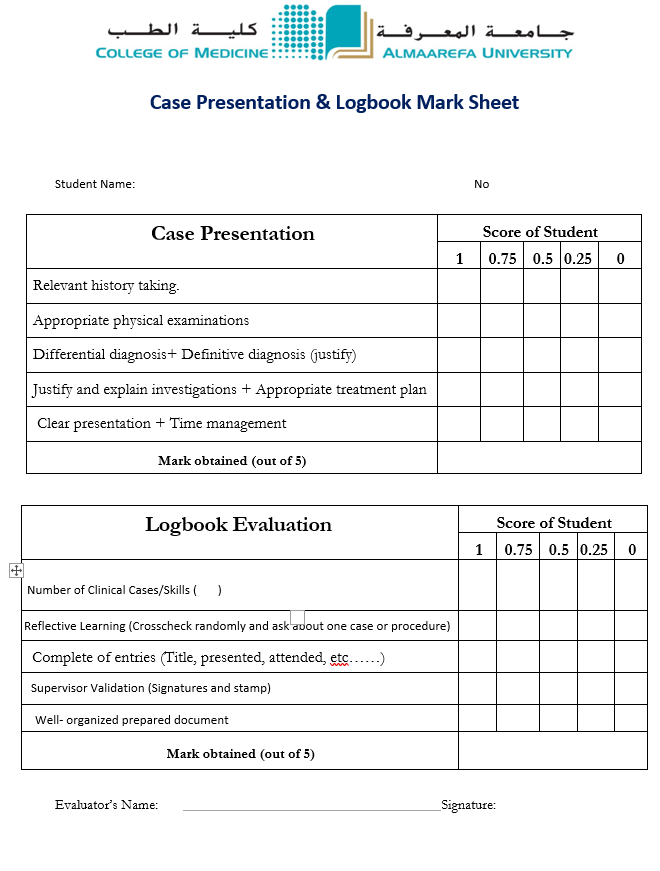 كليــة الطــب
جـامعــة المعــرفــة
COLLEGE OF MEDICINE
ALMAAREFA UNIVERSITY
Case Presentation & Logbook Mark Sheet
Student Name: No
Case Presentation
Score of Student
1 0.75 0.5 0.25 0
Relevant history taking.
Appropriate physical examinations
Differential diagnosis+ Definitive diagnosis (justify)
Justify and explain investigations + Appropriate treatment plan
Clear presentation + Time management
Mark obtained (out of 5)
Logbook Evaluation
Score of Student
1 0.75 0.5 0.25 0
Number of Clinical Cases/Skills ( )
Reflective Learning (Crosscheck randomly and ask about one case or procedure)
Complete of entries (Title, presented, attended, etc……)
Supervisor Validation (Signatures and stamp)
Well- organized prepared document
Mark obtained (out of 5)
Evaluator's Name: ____________________Signature: